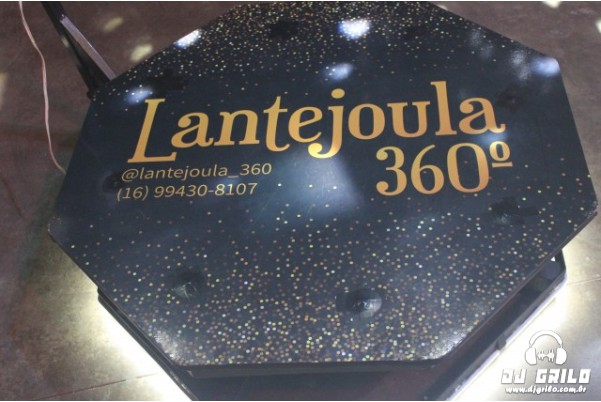 Lantejoula
360º
@lantejoula_360
(16) 99430-8107
DJ GRILO
www.djgrilo.com.br